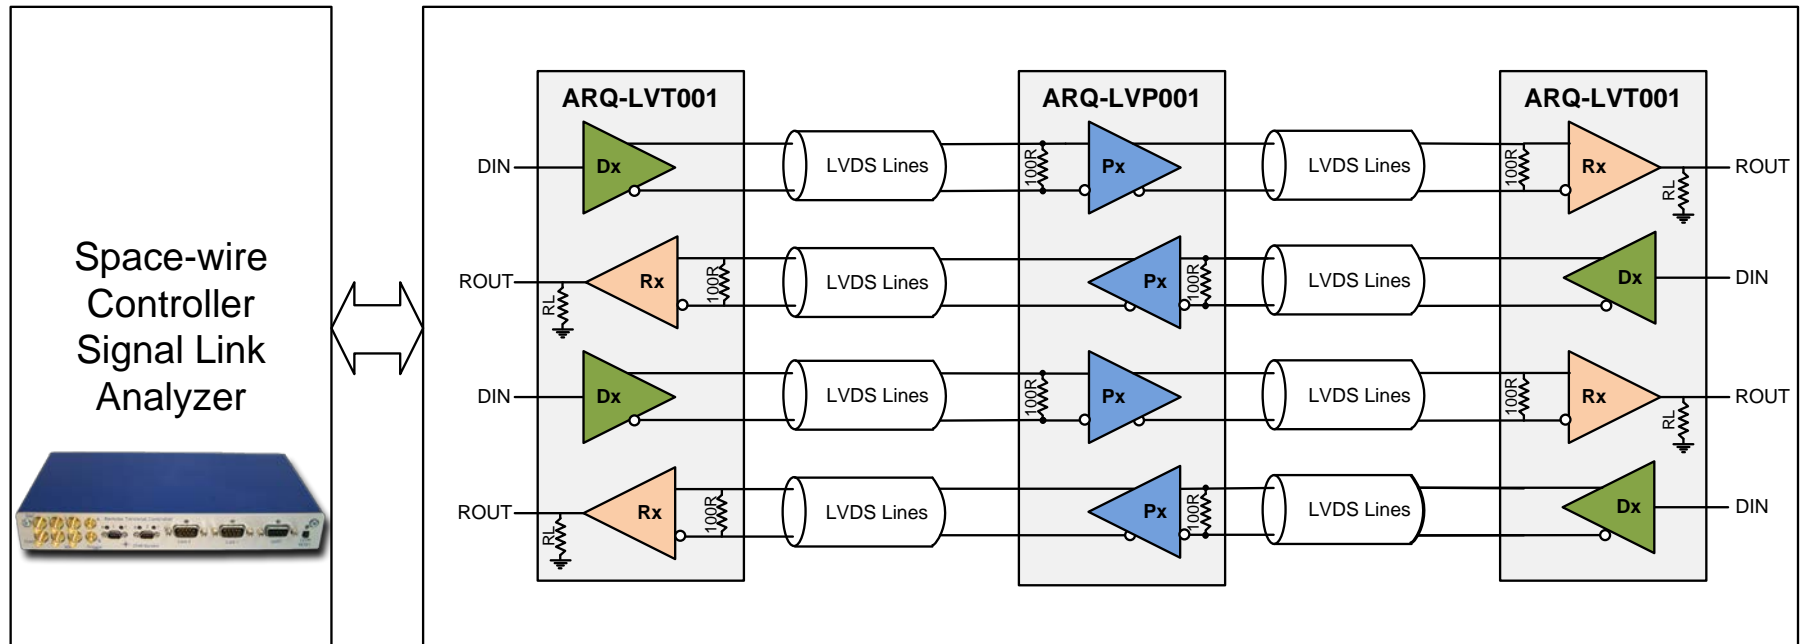 Space-wire
Controller
Signal Link
Analyzer
ARQ-LVT001
ARQ-LVP001
ARQ-LVT001
DIN
Dx
LVDS Lines
100R
Px
LVDS Lines
100R
Rx
RL
ROUT
ROUT
RL
Rx
100R
LVDS Lines
Px
100R
LVDS Lines
Dx
DIN
DIN
Dx
LVDS Lines
100R
Px
LVDS Lines
100R
Rx
RL
ROUT
ROUT
RL
Rx
100R
LVDS Lines
Px
100R
LVDS Lines
Dx
DIN
Remote Terminal Controller